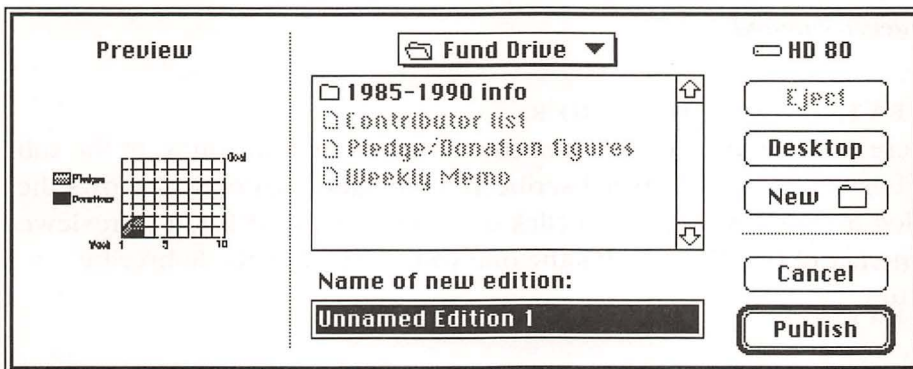 Preview
Goal
Pledges
Donations
Week 1 5 10
Fund Drive
1985-1990 info
Contributor list
Pledge/Donation figures
Weekly Memo
Name of new edition:
Unnamed Edition 1
HD 80
Eject
Desktop
New
Cancel
Publish